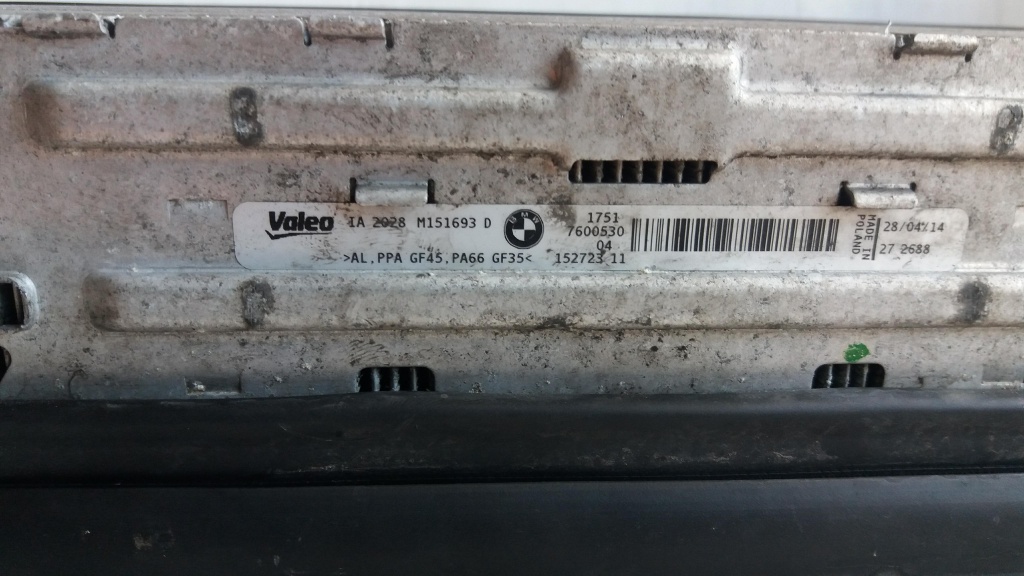 Valeo IA 2028 M151693 D
>AL.PPA GF45.PA66 GF35<
BMW
1751
7600530
04
152723 11
MADE IN
POLAND.
28/04/14
27 2688